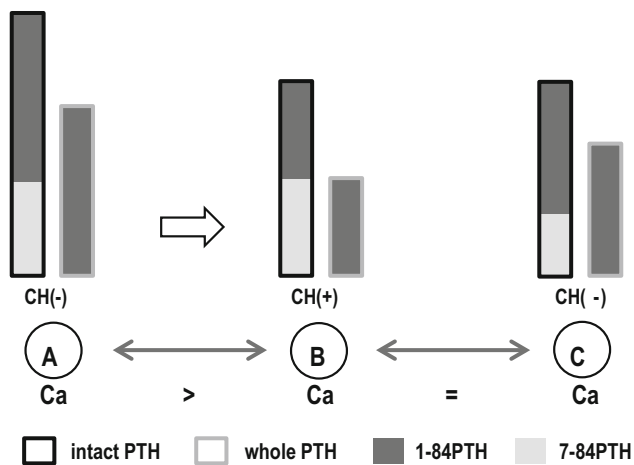 CH(-) CH(+) CH( -)
A B C
Ca > Ca = Ca
intact PTH whole PTH 1-84PTH 7-84PTH